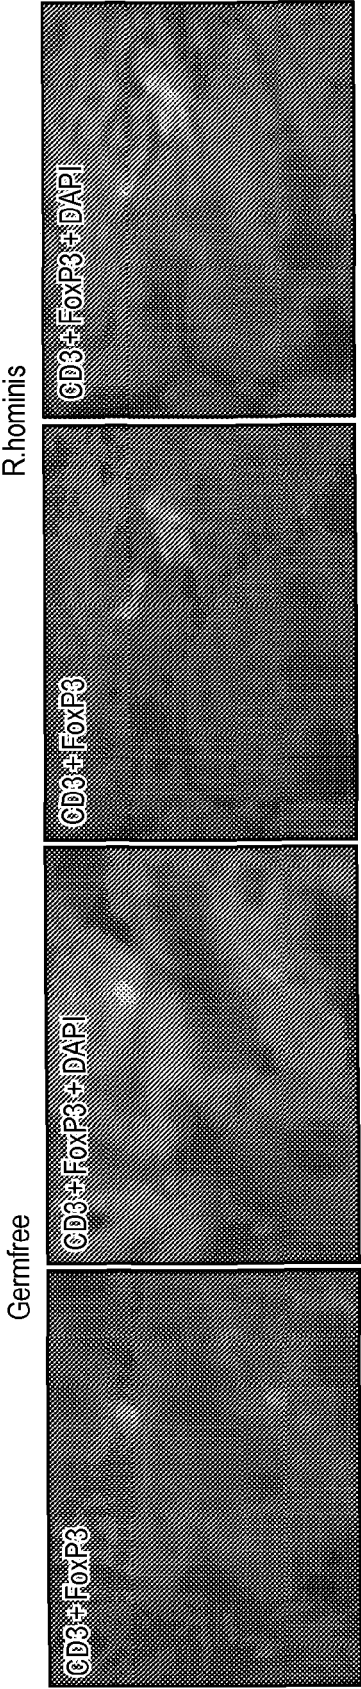 Germfree
R.hominis
CD3 + FoxP3
CD3 + FoxP3 + DAPI
CD3 + FoxP3
CD3 + FoxP3 + DAPI